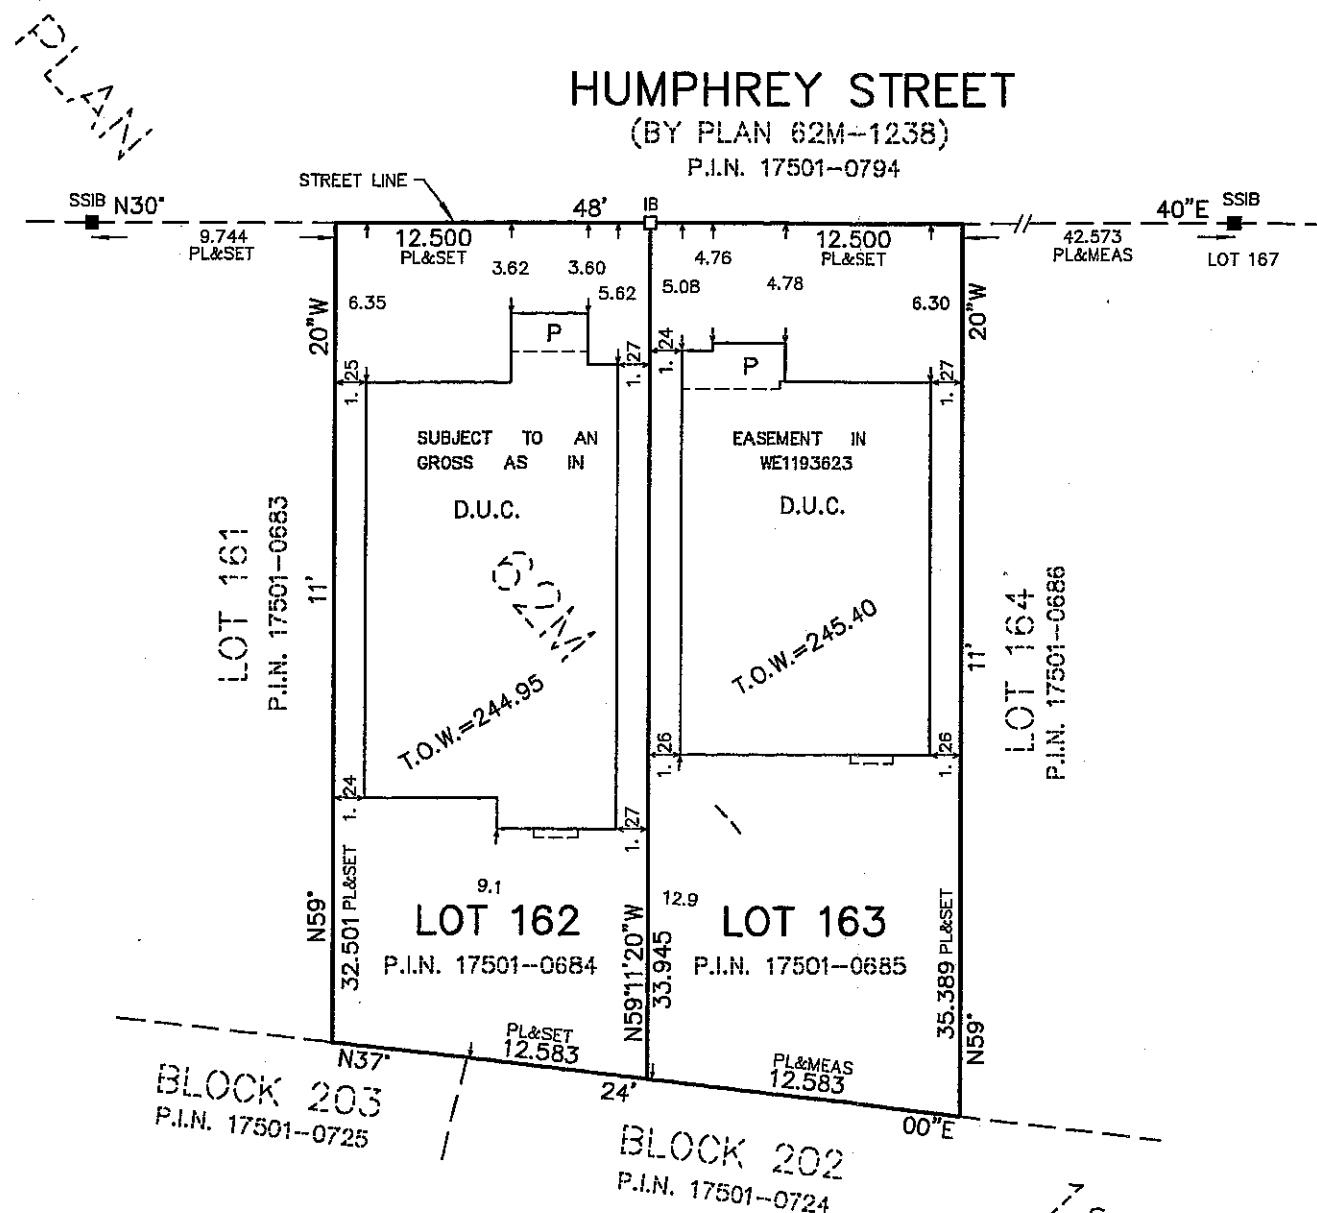 PLAN
HUMPHREY STREET
(BY PLAN 62M-1238)
P.I.N. 17501-0794
STREET LINE
SSIB
N30°
48'
IB
40"E
SSIB
9.744
PL&SET
12.500
PL&SET
12.500
PL&SET
42.573
PL&MEAS
LOT 167
3.62
3.60
4.76
4.78
6.35
5.62
5.08
6.30
20"W
20"W
P
P
1.25
1.27
1.24
1.27
SUBJECT TO AN
GROSS AS IN
EASEMENT IN
WE1193623
D.U.C.
D.U.C.
LOT 161
P.I.N. 17501-0683
11'
62M
T.O.W.=244.95
T.O.W.=245.40
11'
LOT 164
P.I.N. 17501-0686
1.24
1.27
1.26
1.26
9.1
12.9
LOT 162
P.I.N. 17501-0684
LOT 163
P.I.N. 17501-0685
N59°
32.501 PL&SET
N59°11'20"W
33.945
35.389 PL&SET
N59°
N37°
PL&SET
12.583
24'
PL&MEAS
12.583
00"E
BLOCK 203
P.I.N. 17501-0725
BLOCK 202
P.I.N. 17501-0724